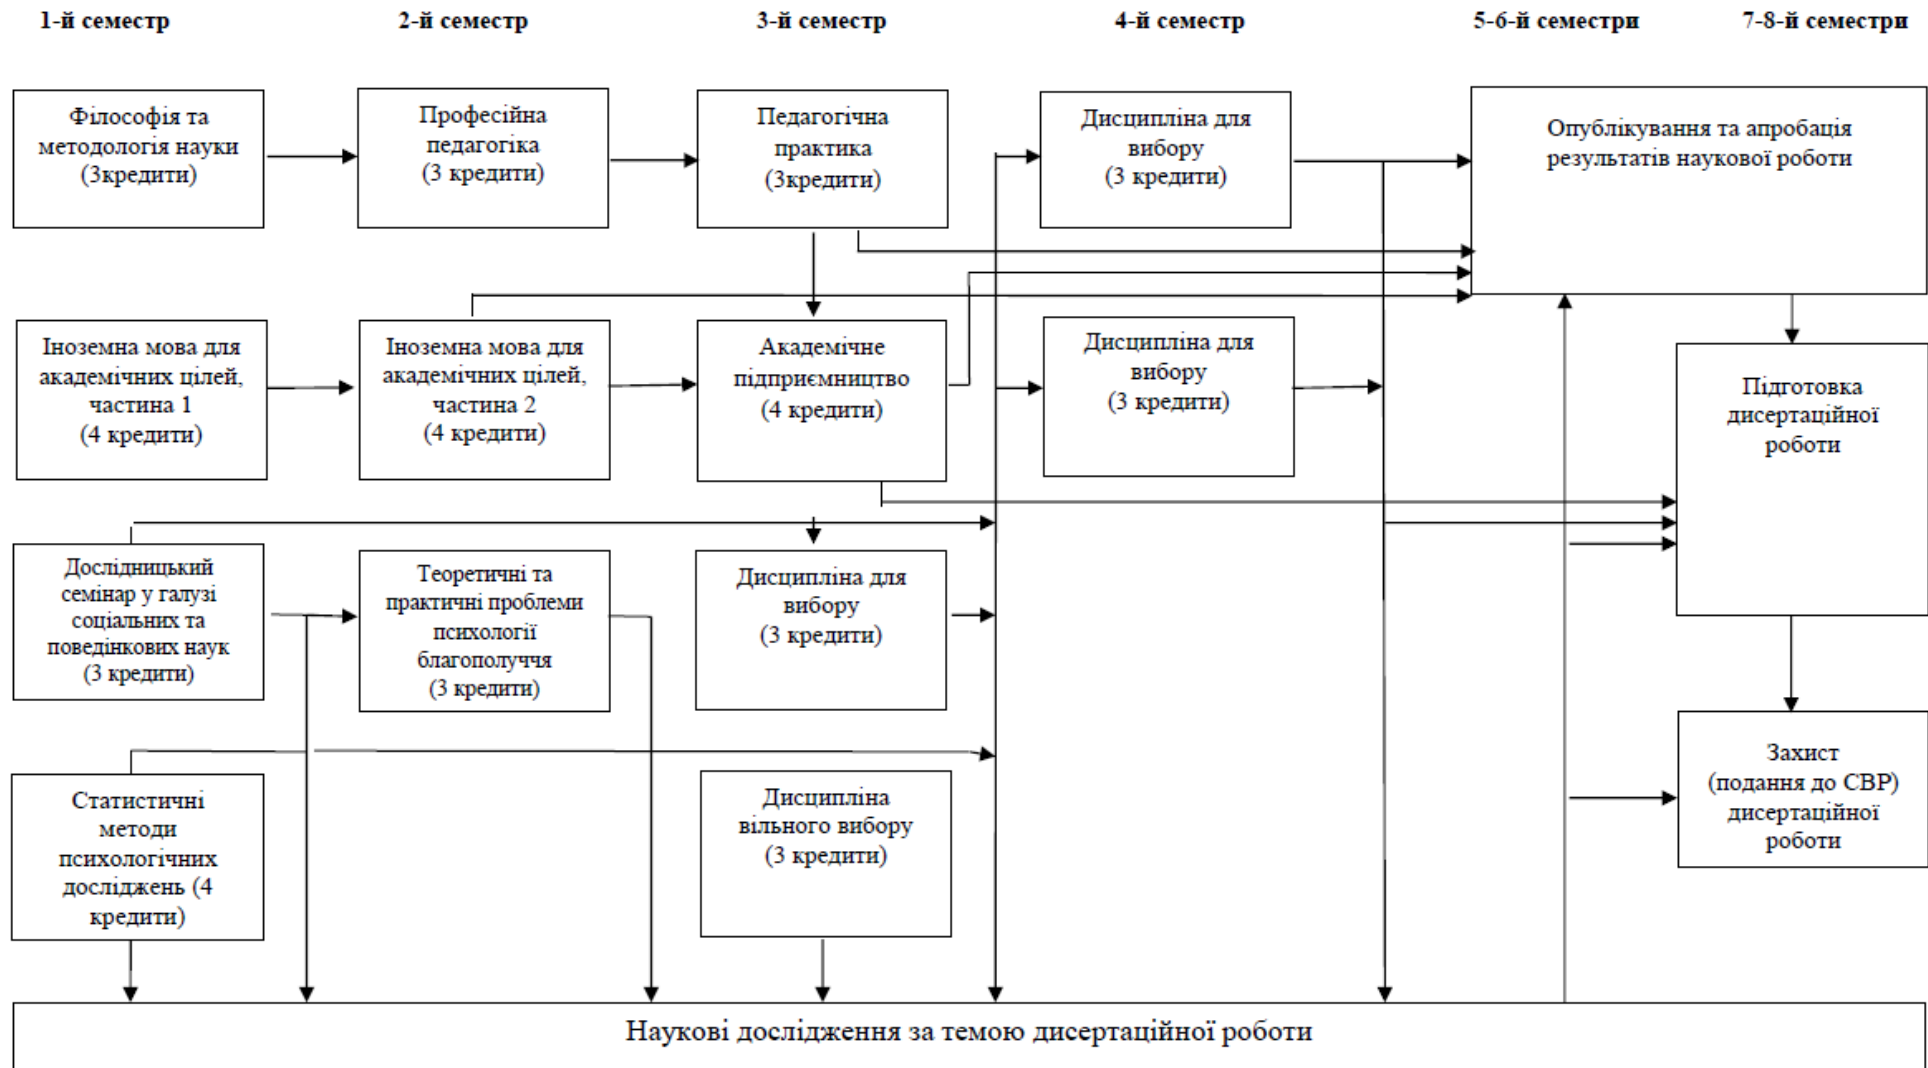 1-й семестр
2-й семестр
3-й семестр
4-й семестр
5-6-й семестри
7-8-й семестри
Філософія та
методологія науки
(3кредити)
Професійна
педагогіка
(3 кредити)
Педагогічна
практика
(3кредити)
Дисципліна для
вибору
(3 кредити)
Опублікування та апробація
результатів наукової роботи
Іноземна мова для
академічних цілей,
частина 1
(4 кредити)
Іноземна мова для
академічних цілей,
частина 2
(4 кредити)
Академічне
підприємництво
(4 кредити)
Дисципліна для
вибору
(3 кредити)
Підготовка
дисертаційної
роботи
Дослідницький
семінар у галузі
соціальних та
поведінкових наук
(3 кредити)
Теоретичні та
практичні проблеми
психології
благополуччя
(3 кредити)
Дисципліна для
вибору
(3 кредити)
Статистичні
методи
психологічних
досліджень (4
кредити)
Дисципліна
вільного вибору
(3 кредити)
Захист
(подання до СВР)
дисертаційної
роботи
Наукові дослідження за темою дисертаційної роботи